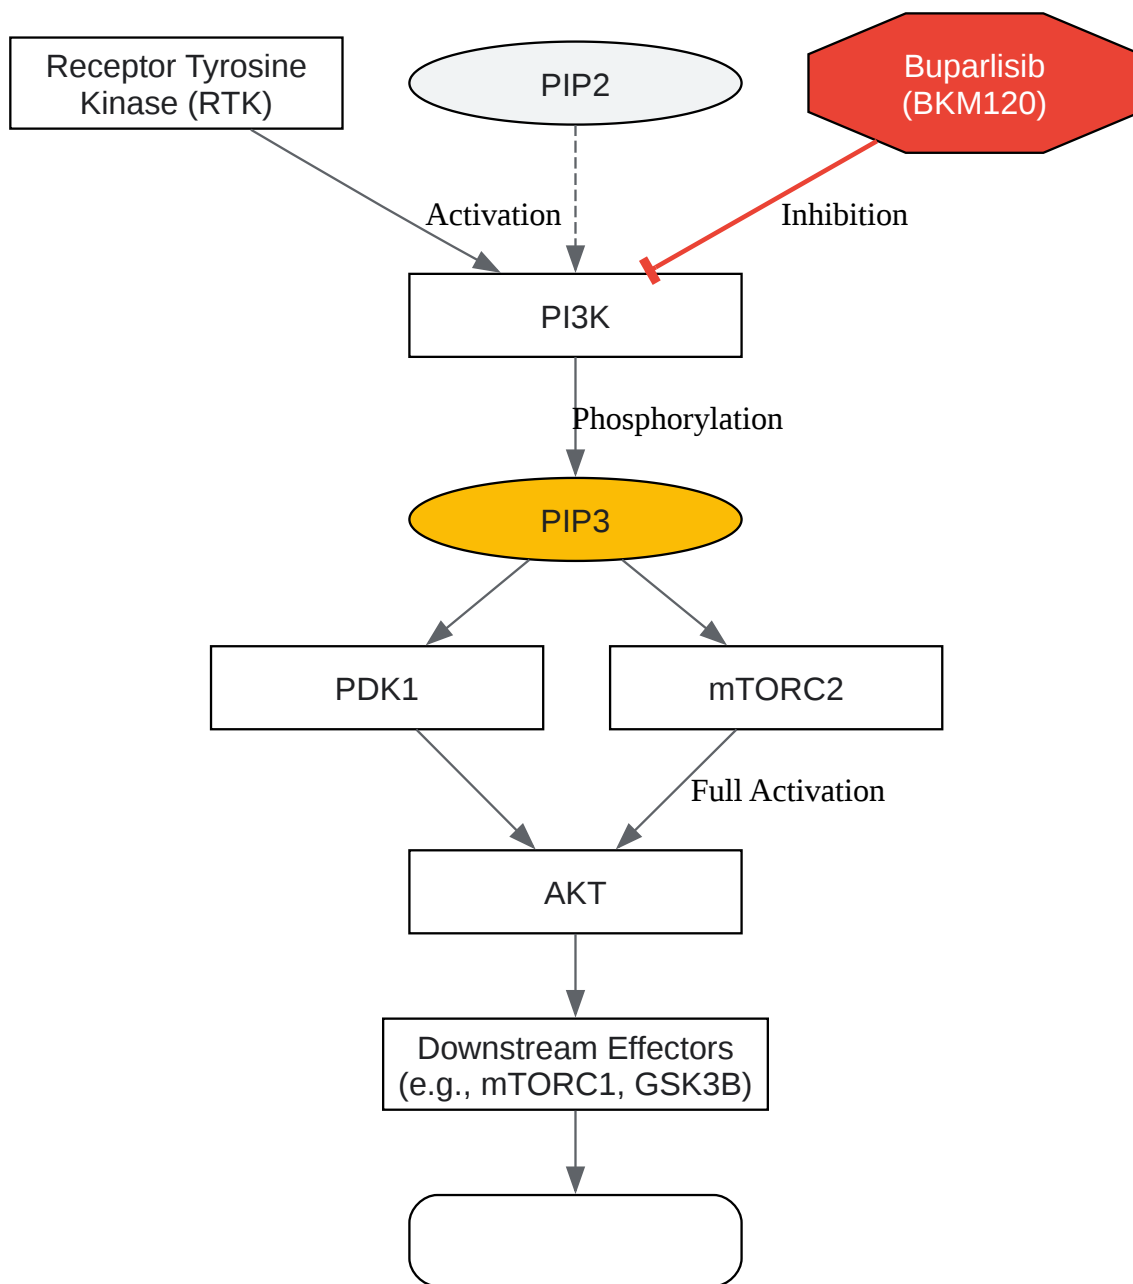 Receptor Tyrosine
Kinase (RTK)
PIP2
Buparlisib
(BKM120)
Activation
Inhibition
PI3K
Phosphorylation
PIP3
PDK1
mTORC2
Full Activation
AKT
Downstream Effectors
(e.g., mTORC1, GSK3B)